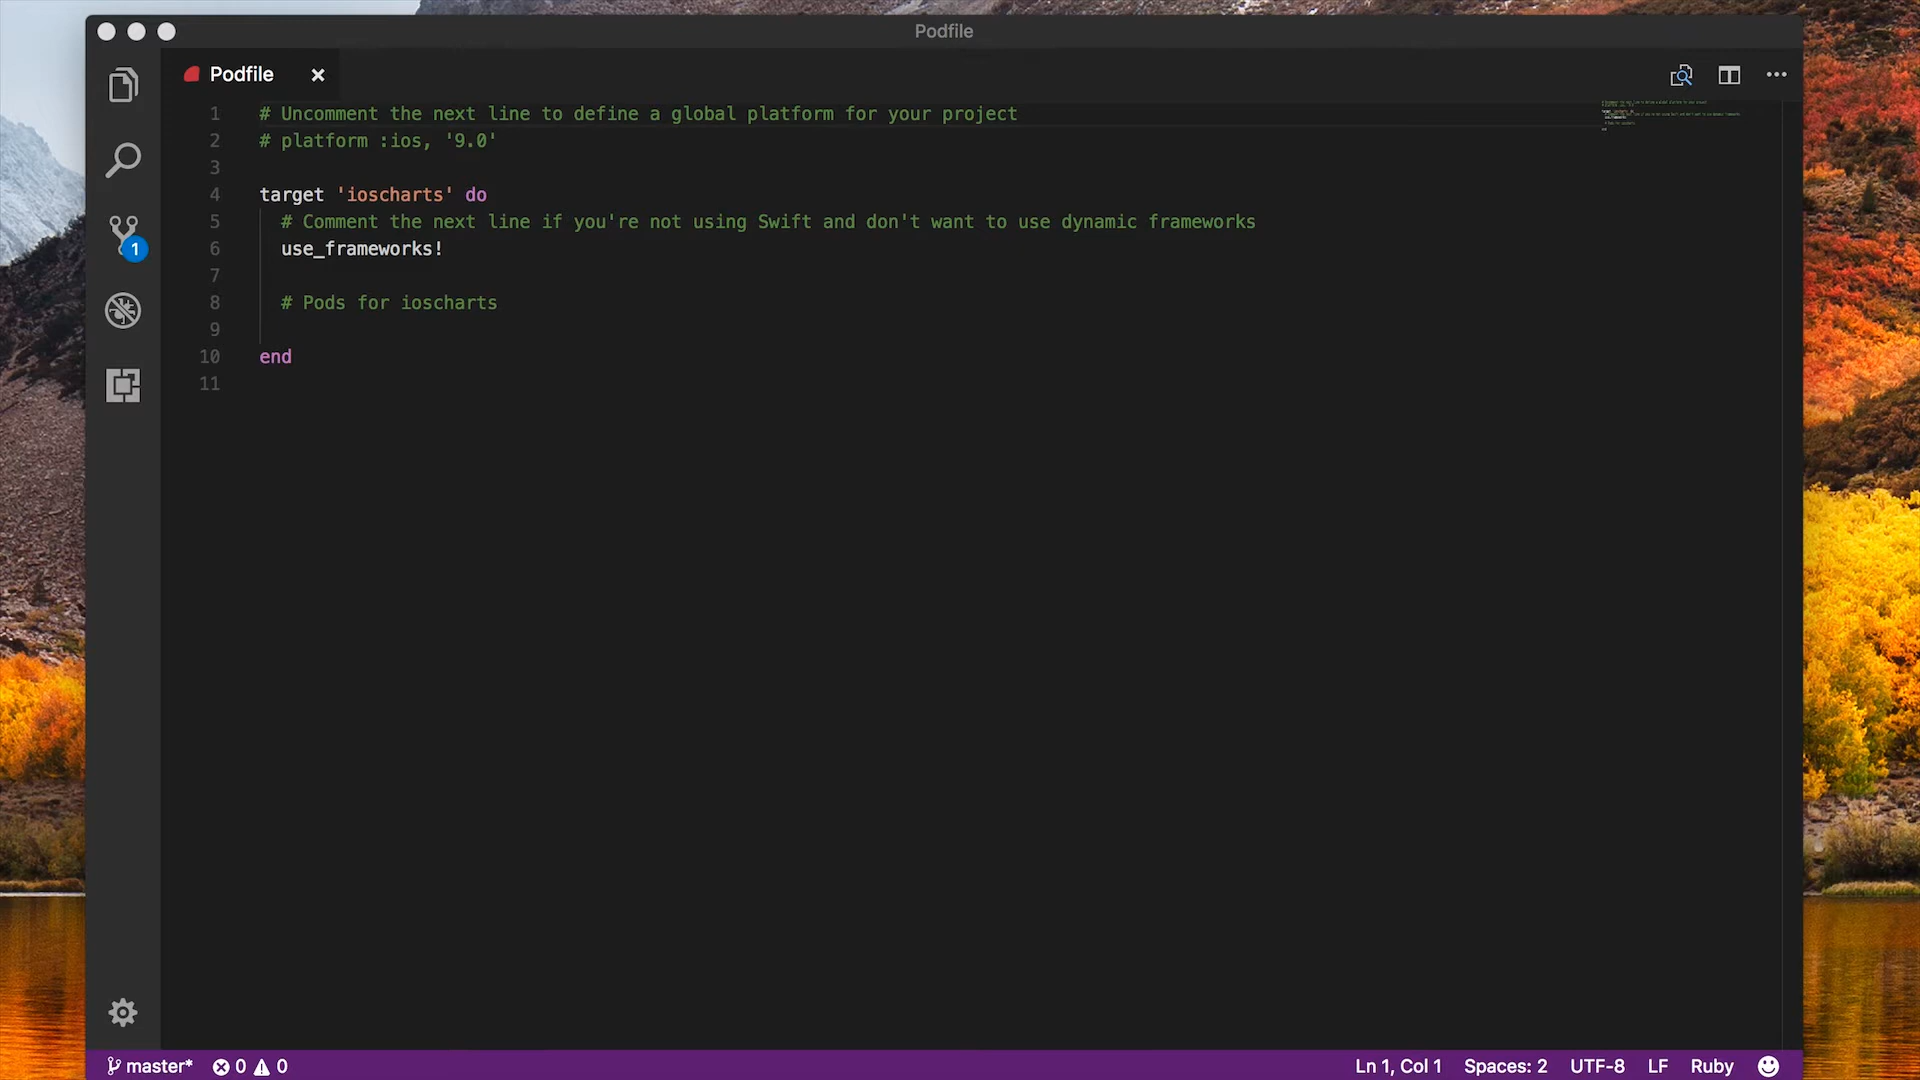 Podfile
Podfile
1 # Uncomment the next line to define a global platform for your project
2 # platform :ios, '9.0'
3
4 target 'ioscharts' do
5 # Comment the next line if you're not using Swift and don't want to use dynamic frameworks
6 use_frameworks!
7
8 # Pods for ioscharts
9
10 end
11
1
master* 0 0 Ln 1, Col 1 Spaces: 2 UTF-8 LF Ruby